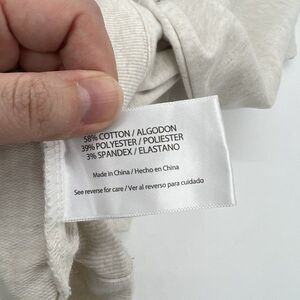 58% COTTON / ALGODON
39% POLYESTER / POLIESTER
3% SPANDEX / ELASTANO
Made in China / Hecho en China
See reverse for care / Ver al reverso para cuidado